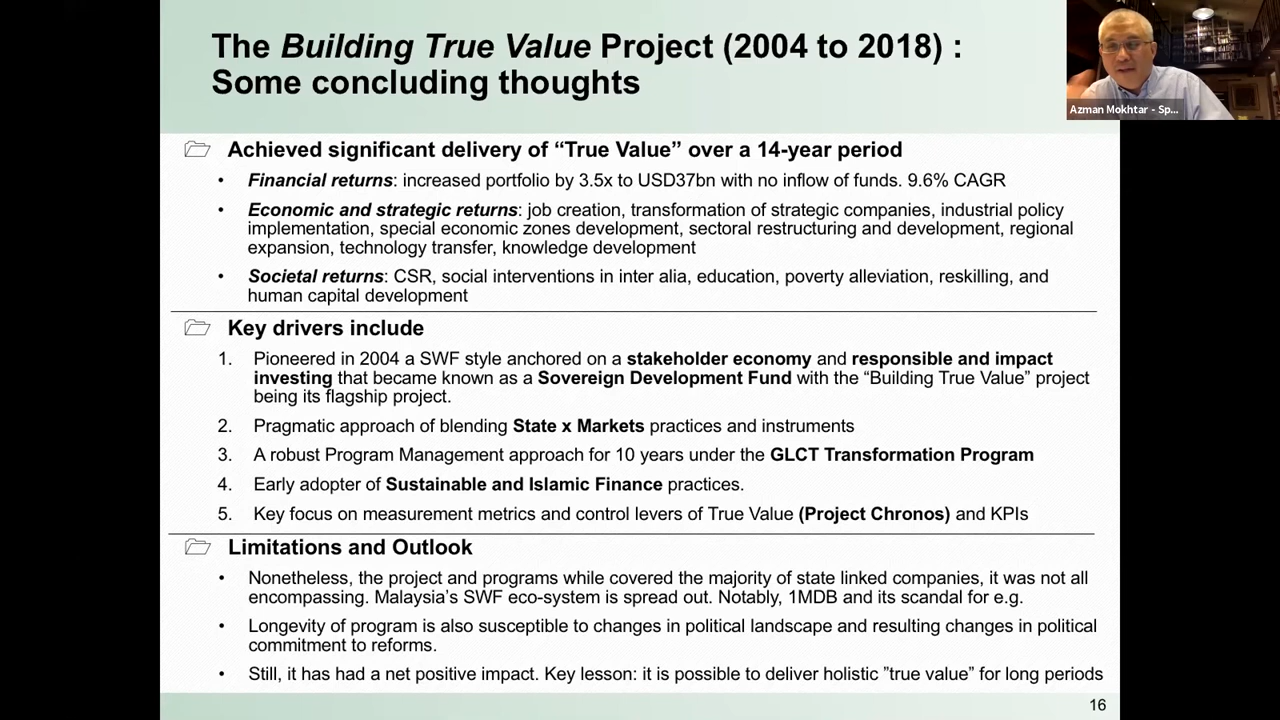 The Building True Value Project (2004 to 2018) :
Some concluding thoughts
Azman Mokhtar - Sp...
Achieved significant delivery of “True Value” over a 14-year period
• Financial returns: increased portfolio by 3.5x to USD37bn with no inflow of funds. 9.6% CAGR
• Economic and strategic returns: job creation, transformation of strategic companies, industrial policy
implementation, special economic zones development, sectoral restructuring and development, regional
expansion, technology transfer, knowledge development
• Societal returns: CSR, social interventions in inter alia, education, poverty alleviation, reskilling, and
human capital development
Key drivers include
1. Pioneered in 2004 a SWF style anchored on a stakeholder economy and responsible and impact
investing that became known as a Sovereign Development Fund with the “Building True Value” project
being its flagship project.
2. Pragmatic approach of blending State x Markets practices and instruments
3. A robust Program Management approach for 10 years under the GLCT Transformation Program
4. Early adopter of Sustainable and Islamic Finance practices.
5. Key focus on measurement metrics and control levers of True Value (Project Chronos) and KPIs
Limitations and Outlook
• Nonetheless, the project and programs while covered the majority of state linked companies, it was not all
encompassing. Malaysia’s SWF eco-system is spread out. Notably, 1MDB and its scandal for e.g.
• Longevity of program is also susceptible to changes in political landscape and resulting changes in political
commitment to reforms.
• Still, it has had a net positive impact. Key lesson: it is possible to deliver holistic ”true value” for long periods
16